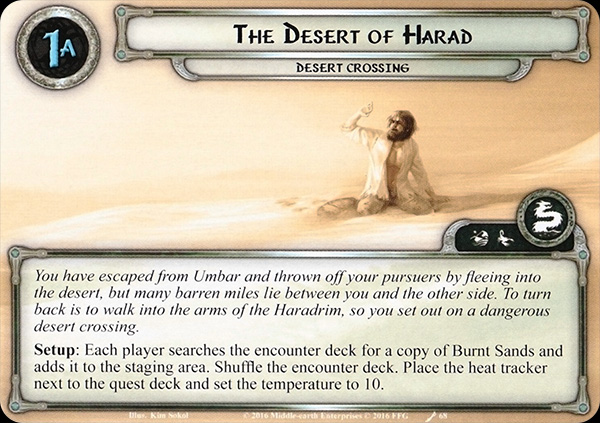 1A
The Desert of Harad
Desert Crossing
You have escaped from Umbar and thrown off your pursuers by fleeing into
the desert, but many barren miles lie between you and the other side. To turn
back is to walk into the arms of the Haradrim, so you set out on a dangerous
desert crossing.
Setup: Each player searches the encounter deck for a copy of Burnt Sands and
adds it to the staging area. Shuffle the encounter deck. Place the heat tracker
next to the quest deck and set the temperature to 10.
Illus. Kim Sokol © 2016 Middle-earth Enterprises © 2016 FFG 68